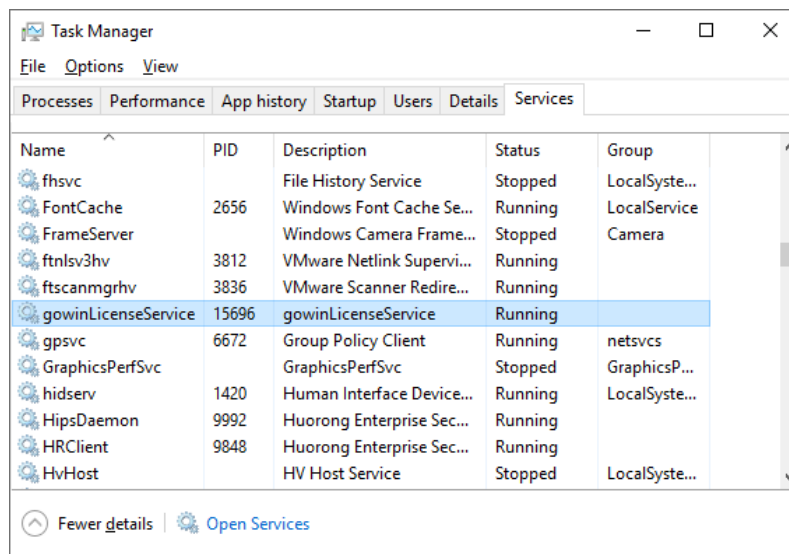 Task Manager
File Options View
Processes Performance App history Startup Users Details Services
Name PID Description Status Group
fhsvc File History Service Stopped LocalSyste...
FontCache 2656 Windows Font Cache Se... Running LocalService
FrameServer Windows Camera Frame... Stopped Camera
ftnlsv3hv 3812 VMware Netlink Supervi... Running
ftscanmgrhv 3836 VMware Scanner Redire... Running
gowinLicenseService 15696 gowinLicenseService Running
gpsvc 6672 Group Policy Client Running netsvcs
GraphicsPerfSvc GraphicsPerfSvc Stopped GraphicsP...
hidserv 1420 Human Interface Device... Running LocalSyste...
HipsDaemon 9992 Huorong Enterprise Sec... Running
HRClient 9848 Huorong Enterprise Sec... Running
HvHost HV Host Service Stopped LocalSyste...
Fewer details Open Services